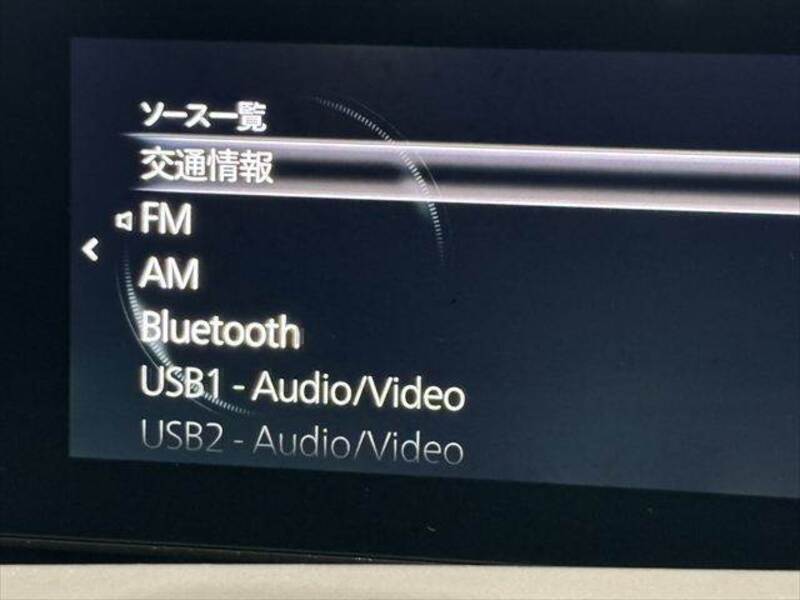 ソース一覧
交通情報
FM
AM
Bluetooth
USB1 - Audio/Video
USB2 - Audio/Video